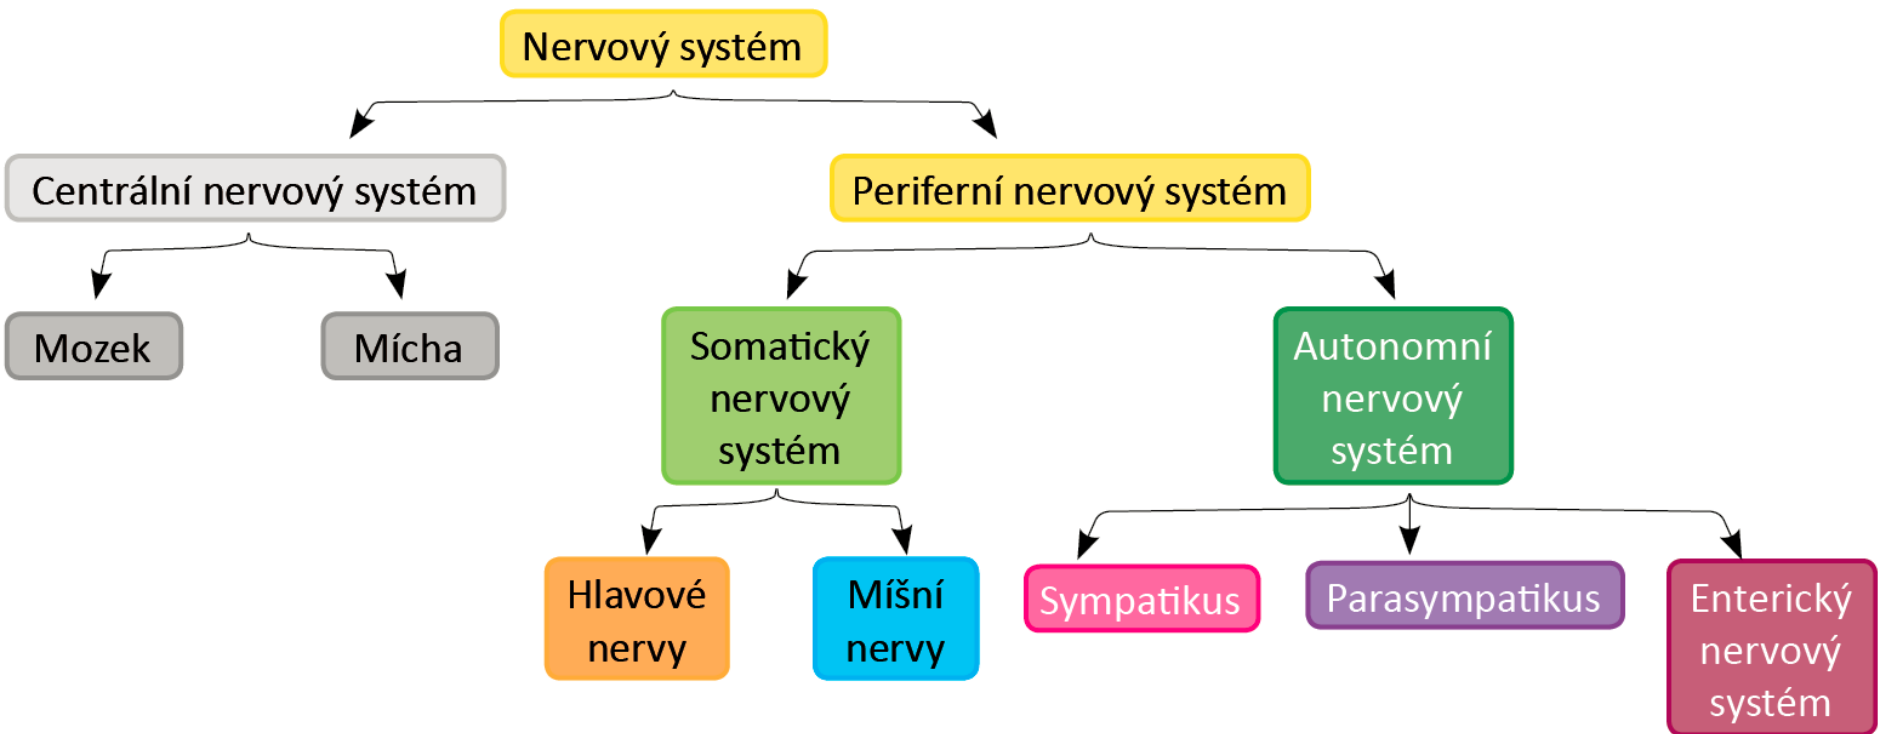 Nervový systém
Centrální nervový systém
Periferní nervový systém
Mozek
Mícha
Somatický
nervový
systém
Autonomní
nervový
systém
Hlavové
nervy
Míšní
nervy
Sympatikus
Parasympatikus
Enterický
nervový
systém